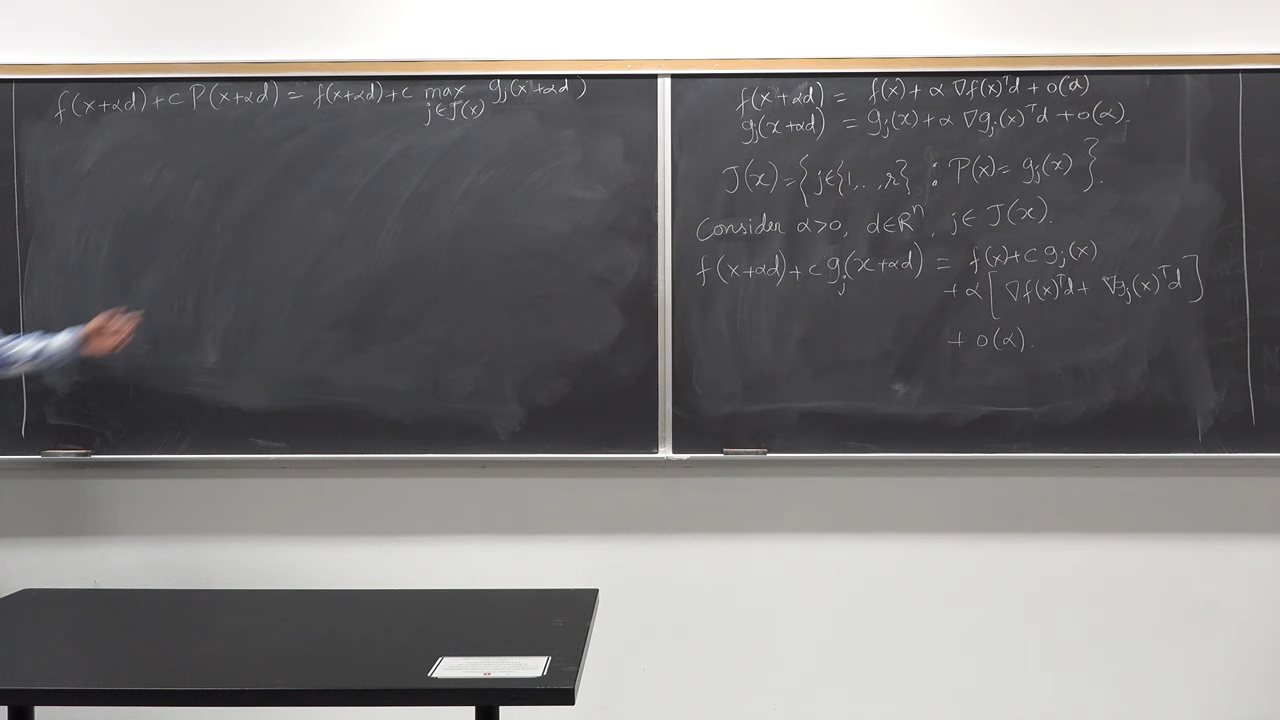 f(x+αd)+c P(x+αd) = f(x+αd)+c max_{j∈J(x)} g_j(x+αd)
f(x+αd) = f(x)+α ∇f(x)^T d + o(α)
g_j(x+αd) = g_j(x)+α ∇g_j(x)^T d + o(α).
J(x)={j∈{1,..,r} : P(x)= g_j(x)}.
Consider α>0, d∈R^n, j∈ J(x).
f(x+αd)+c g_j(x+αd) = f(x)+c g_j(x)
+α[∇f(x)^T d+ ∇g_j(x)^T d]
+ o(α).